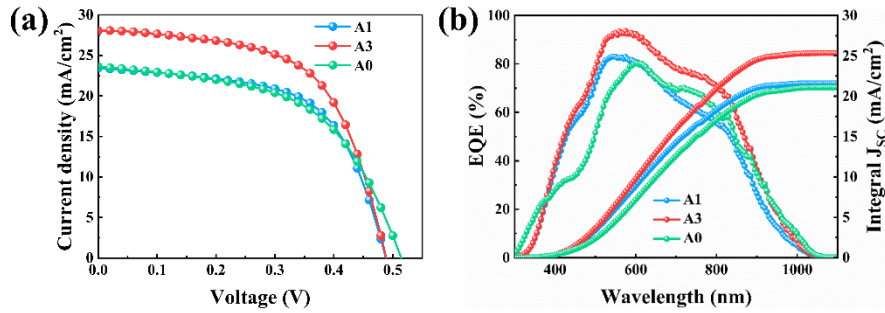 (a)
A1
A3
A0
Current density (mA/cm²)
30
25
20
15
10
5
0
0.0
0.1
0.2
0.3
0.4
0.5
Voltage (V)
(b)
A1
A3
A0
EQE (%)
100
80
60
40
20
0
400
600
800
1000
Wavelength (nm)
30
25
20
15
10
5
0
Integral JSC (mA/cm²)